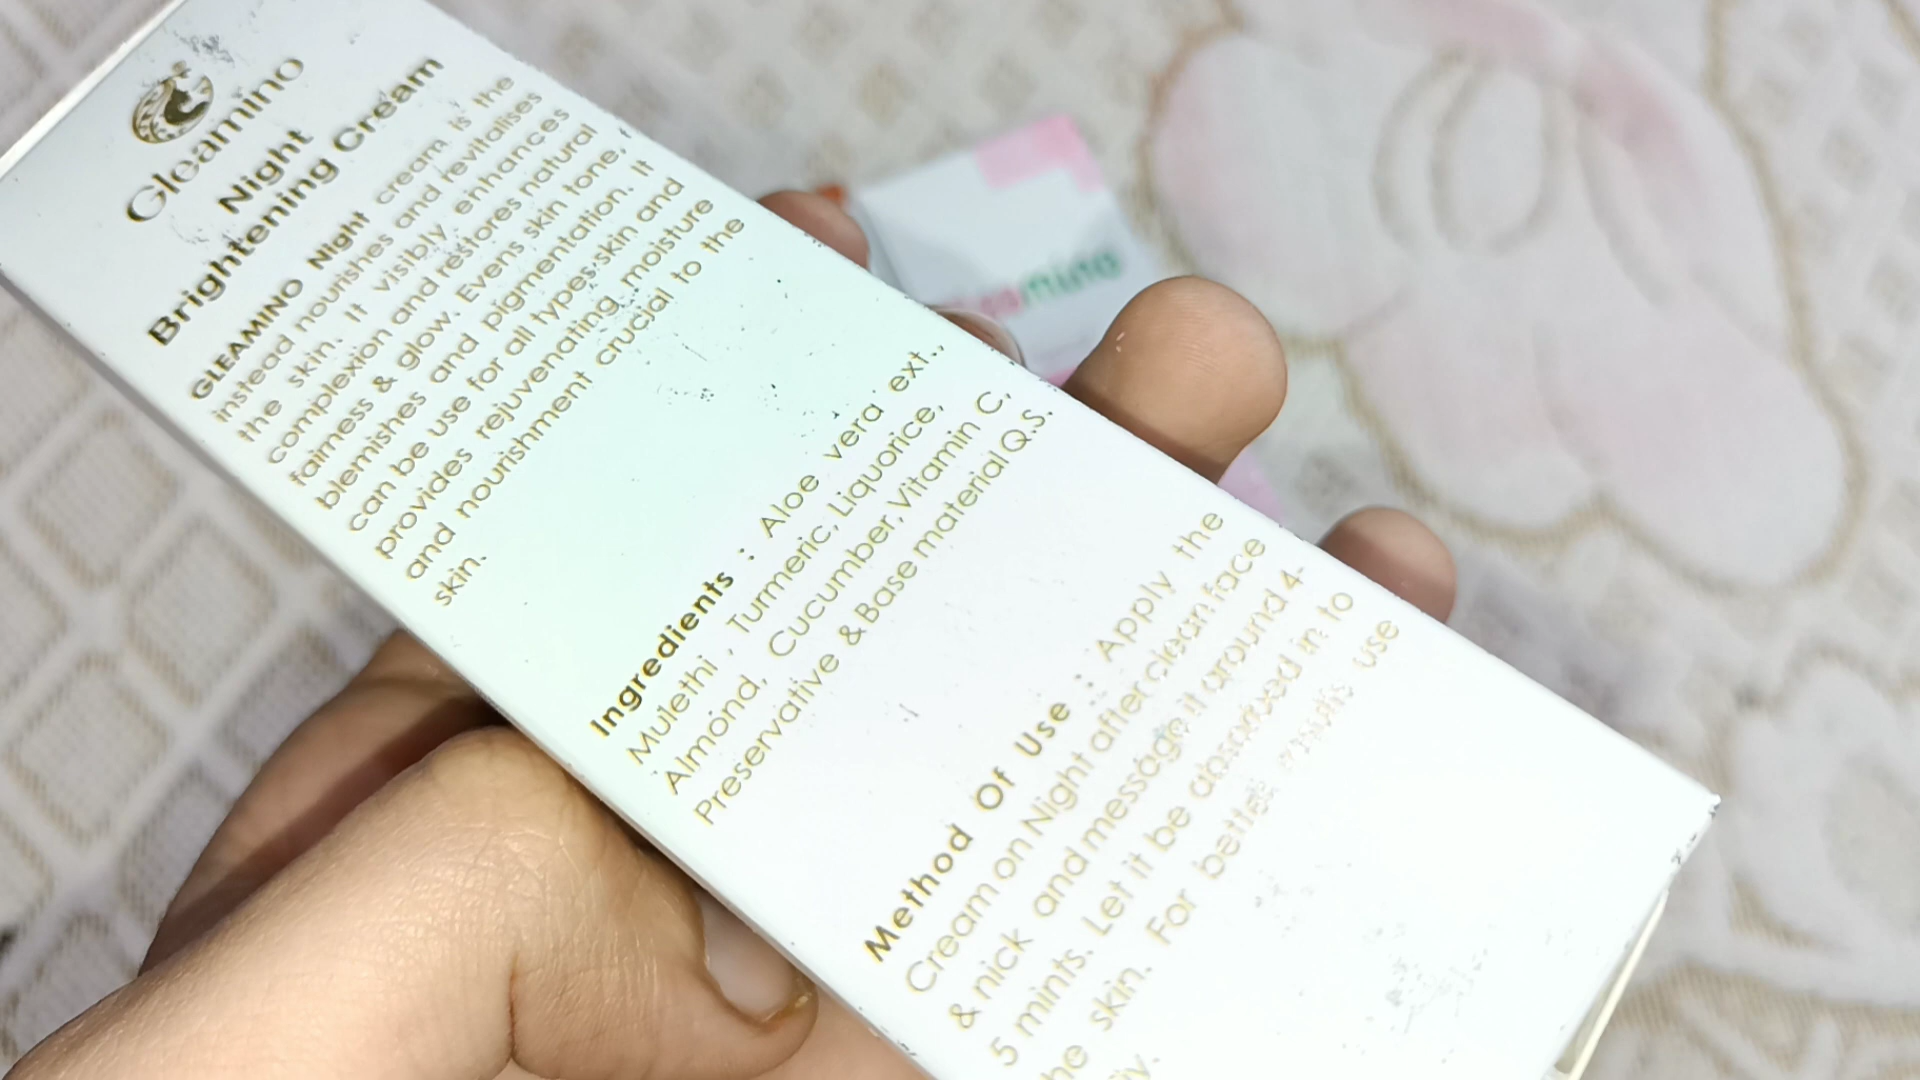 Gleamino
Night
Brightening Cream
GLEAMINO Night cream is the
instead nourishes and revitalises
the skin. It visibly enhances
complexion and restores natural
fairness & glow. Evens skin tone,
blemishes and pigmentation. It
can be use for all types skin and
provides rejuvenating moisture
and nourishment crucial to the
skin.
Ingredients : Aloe vera ext.,
Mulethi , Turmeric, Liquorice,
Almond, Cucumber, Vitamin C,
Preservative & Base material Q.S.
Method Of Use : Apply the
Cream on Night after clean face
& nick and message it around 4-
5 mints. Let it be absorbed in to
he skin. For better results use